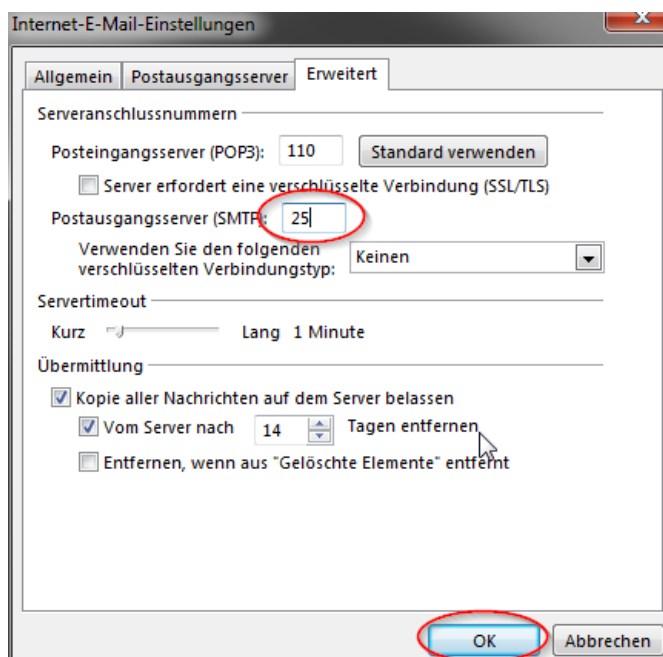 Internet-E-Mail-Einstellungen
Allgemein Postausgangsserver Erweitert
Serveranschlussnummern
Posteingangsserver (POP3): 110 Standard verwenden
Server erfordert eine verschlüsselte Verbindung (SSL/TLS)
Postausgangsserver (SMTP): 25
Verwenden Sie den folgenden
verschlüsselten Verbindungstyp: Keinen
Servertimeout
Kurz Lang 1 Minute
Übermittlung
Kopie aller Nachrichten auf dem Server belassen
Vom Server nach 14 Tagen entfernen
Entfernen, wenn aus "Gelöschte Elemente" entfernt
OK Abbrechen